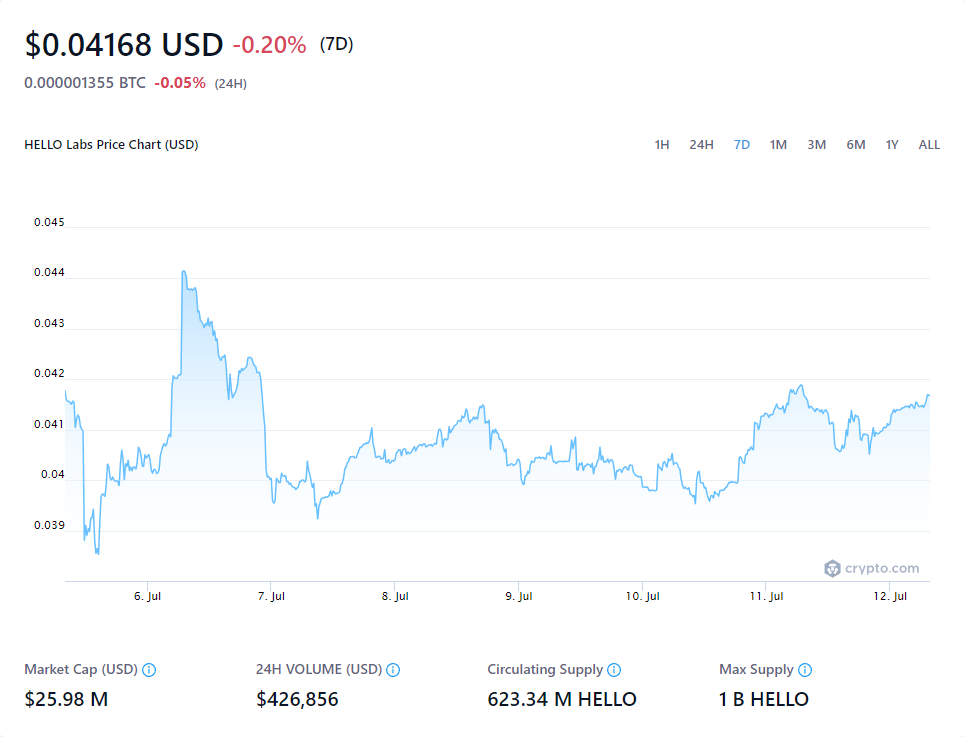 $0.04168 USD -0.20% (7D)
0.000001355 BTC -0.05% (24H)
HELLO Labs Price Chart (USD) 1H 24H 7D 1M 3M 6M 1Y ALL
0.045
0.044
0.043
0.042
0.041
0.04
0.039
crypto.com
6. Jul 7. Jul 8. Jul 9. Jul 10. Jul 11. Jul 12. Jul
Market Cap (USD) 24H VOLUME (USD) Circulating Supply Max Supply
$25.98 M $426,856 623.34 M HELLO 1 B HELLO